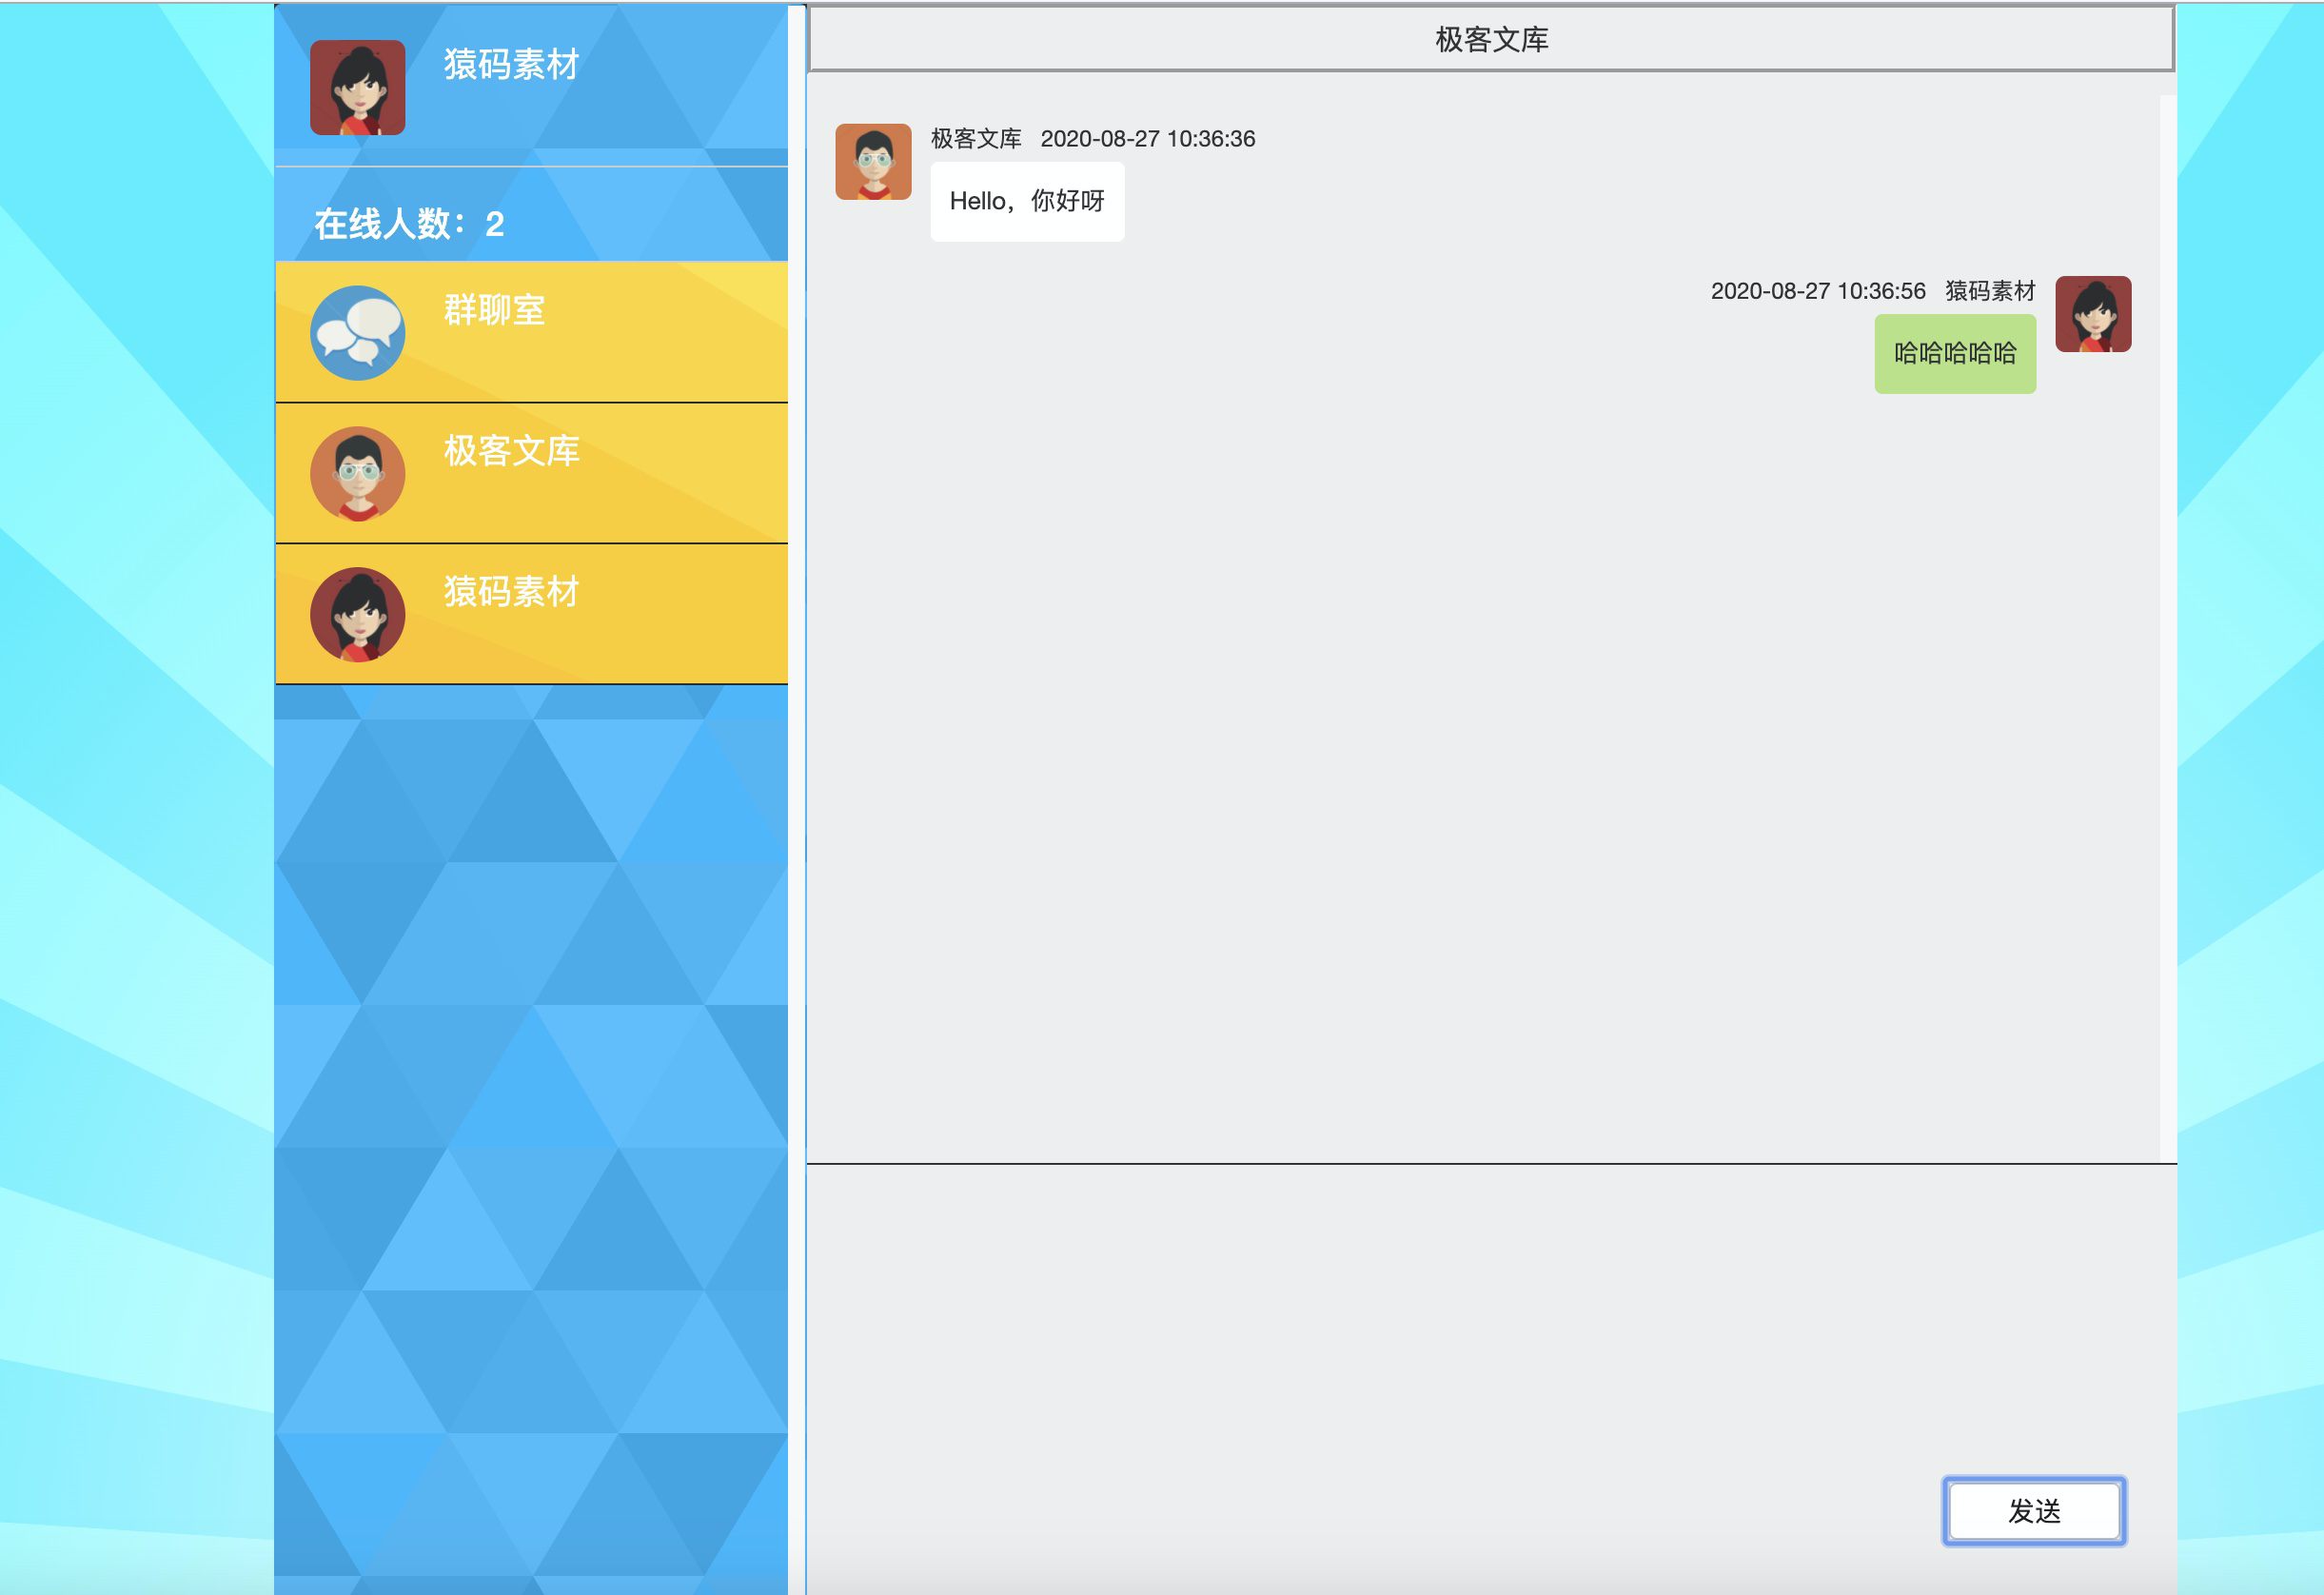 猿码素材
在线人数：2
群聊室
极客文库
猿码素材
极客文库
极客文库 2020-08-27 10:36:36
Hello，你好呀
2020-08-27 10:36:56 猿码素材
哈哈哈哈哈
发送